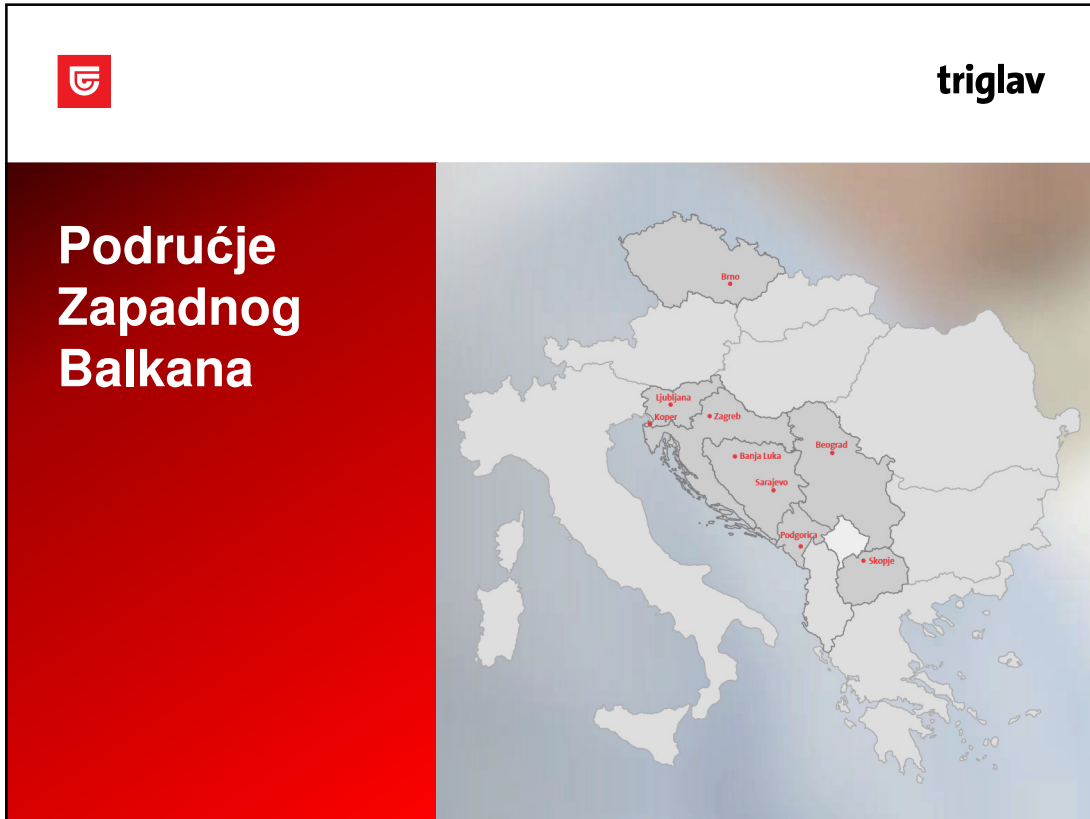 triglav
Područje
Zapadnog
Balkana
Brno
Ljubljana
Koper
Zagreb
Beograd
Banja Luka
Sarajevo
Podgorica
Skopje